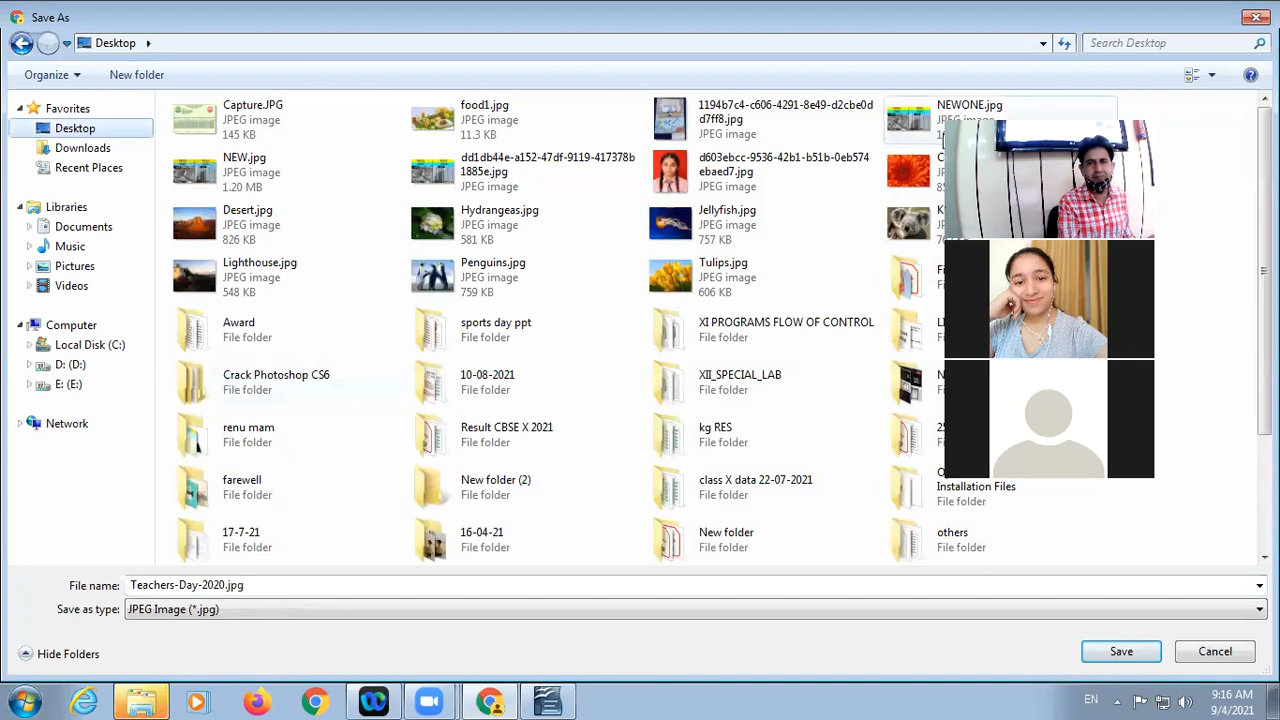 Save As
Desktop
Search Desktop
Organize
New folder
Favorites
Desktop
Downloads
Recent Places
Libraries
Documents
Music
Pictures
Videos
Computer
Local Disk (C:)
D: (D:)
E: (E:)
Network
Capture.JPG
JPEG image
145 KB
food1.jpg
JPEG image
11.3 KB
1194b724-c606-4291-8e49-d2cbe0d
d7ff8.jpg
JPEG image
NEWONE.jpg
JPEG image
NEW.jpg
JPEG image
1.20 MB
dd1db44e-a152-47df-9119-417378b
1885e.jpg
JPEG image
d603ebcc-9536-42b1-b51b-0eb574
ebaed7.jpg
JPEG image
Desert.jpg
JPEG image
826 KB
Hydrangeas.jpg
JPEG image
581 KB
Jellyfish.jpg
JPEG image
757 KB
Lighthouse.jpg
JPEG image
548 KB
Penguins.jpg
JPEG image
759 KB
Tulips.jpg
JPEG image
606 KB
Award
File folder
sports day ppt
File folder
XI PROGRAMS FLOW OF CONTROL
File folder
Crack Photoshop CS6
File folder
10-08-2021
File folder
XII_SPECIAL_LAB
File folder
renu mam
File folder
Result CBSE X 2021
File folder
kg RES
File folder
farewell
File folder
New folder (2)
File folder
class X data 22-07-2021
File folder
Installation Files
File folder
17-7-21
File folder
16-04-21
File folder
New folder
File folder
others
File folder
File name: Teachers-Day-2020.jpg
Save as type: JPEG Image (*.jpg)
Hide Folders
Save
Cancel
EN
9:16 AM
9/4/2021